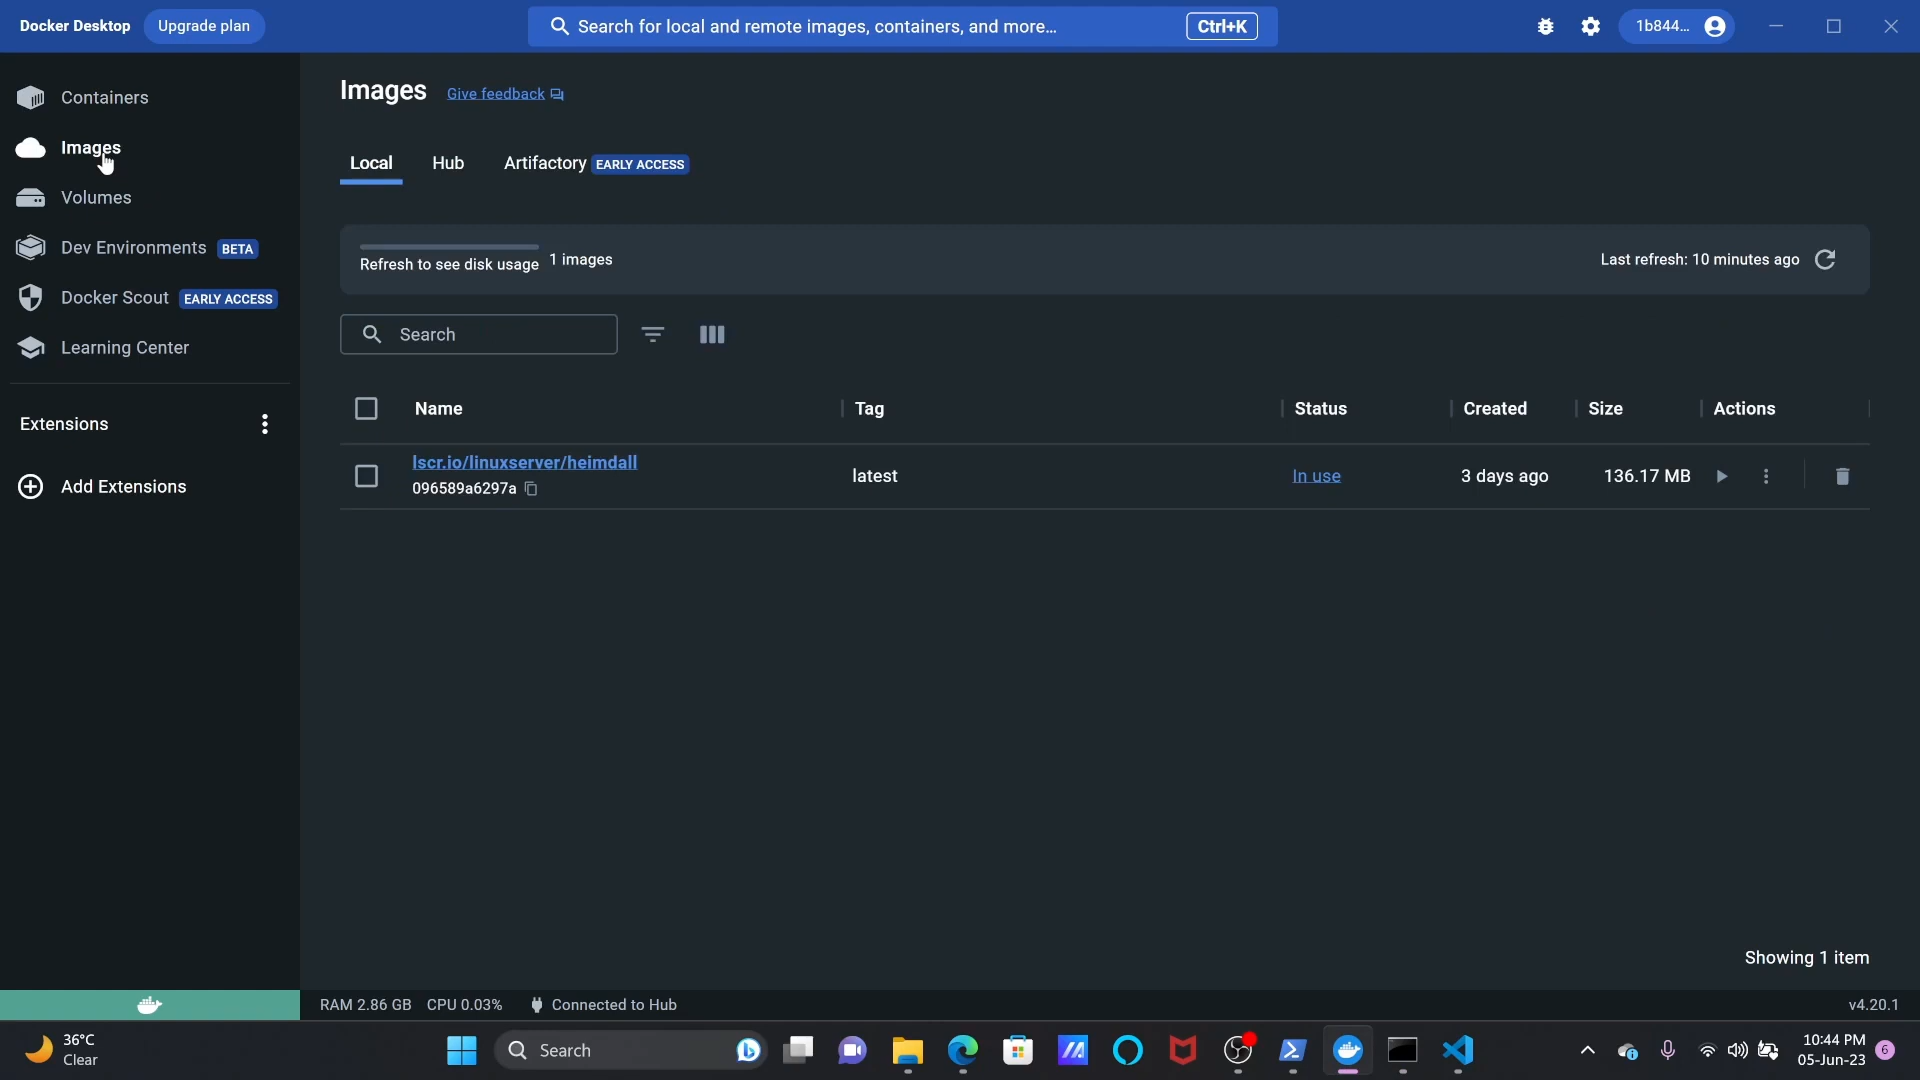 Docker Desktop Upgrade plan
Search for local and remote images, containers, and more... Ctrl+K
1b844...
Containers
Images
Volumes
Dev Environments BETA
Docker Scout EARLY ACCESS
Learning Center
Extensions
Add Extensions
Images Give feedback
Local Hub Artifactory EARLY ACCESS
Refresh to see disk usage 1 images
Last refresh: 10 minutes ago
Search
Name Tag Status Created Size Actions
lscr.io/linuxserver/heimdall
096589a6297a
latest In use 3 days ago 136.17 MB
Showing 1 item
RAM 2.86 GB CPU 0.03% Connected to Hub v4.20.1
36°C
Clear
Search
10:44 PM
05-Jun-23
6